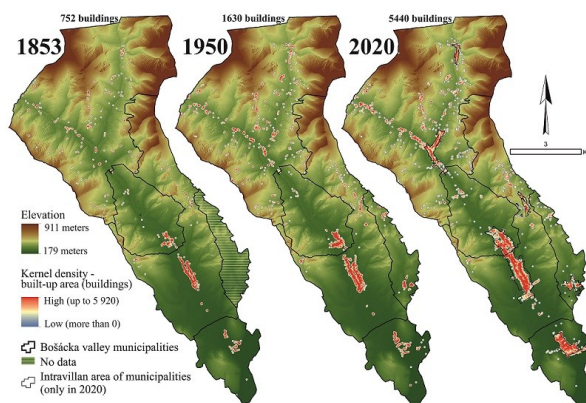 752 buildings
1853
1630 buildings
1950
5440 buildings
2020
3
Elevation
911 meters
179 meters
Kernel density -
built-up area (buildings)
High (up to 5 920)
Low (more than 0)
Bošácka valley municipalities
No data
Intravillan area of municipalities
(only in 2020)